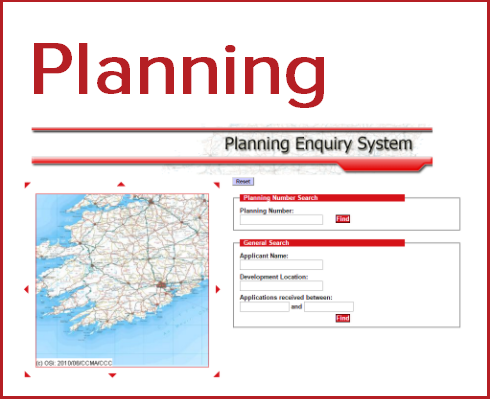 Planning
Planning Enquiry System
Reset
Planning Number Search
Planning Number:
Find
General Search
Applicant Name:
Development Location:
Applications received between:
and
Find
(c) OSI: 2010/06/CCMA/CCC